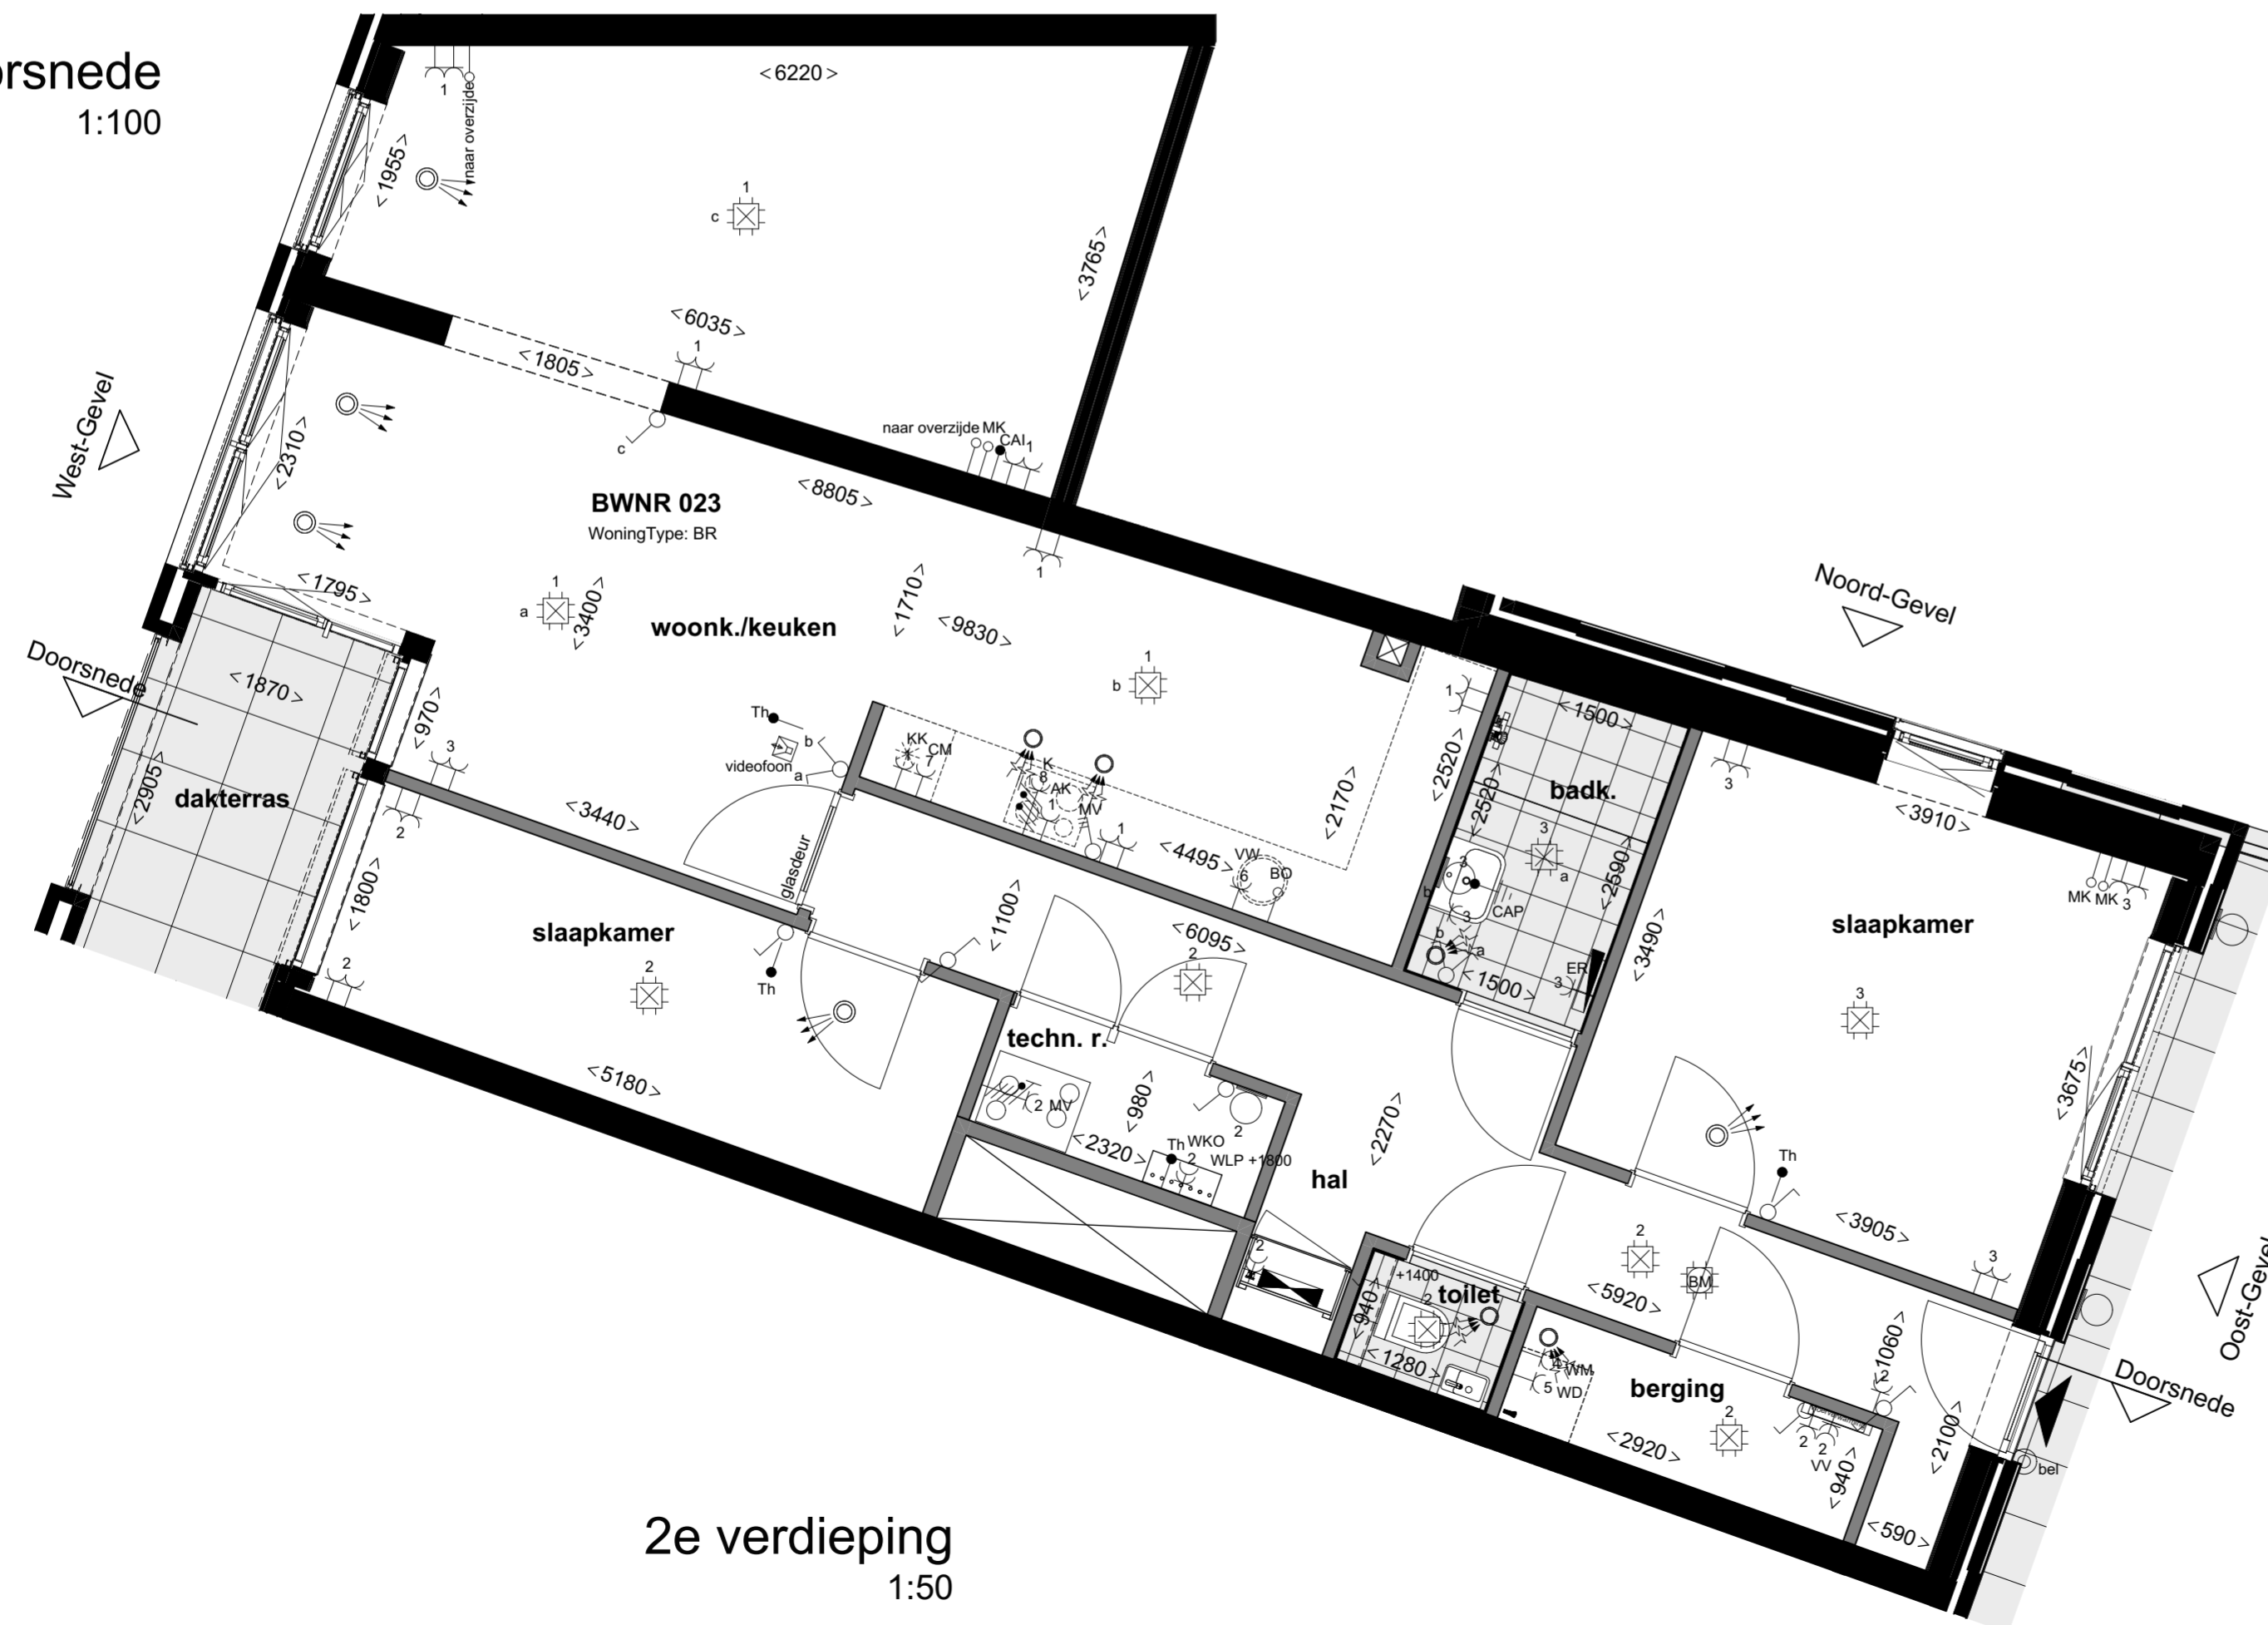 orsnede
1:100
<6220>
1
naar overzijde
<1955>
1
c
<3765>
<6035>
1
<1805>
c
naar overzijde MK
CAI
1
West-Gevel
<2310>
<8805>
BWNR 023
WoningType: BR
1
Noord-Gevel
<1795>
1
a
<3400>
<1710>
<9830>
woonk./keuken
Doorsnede
<1870>
1
b
1
<1500>
<970>
Th
b
a
videofoon
3
KK
CM
7
K
8
AK
1
MV
1
<2520>
<2520>
badk.
3
<2905>
dakterras
2
<3440>
glasdeur
<4495>
<2170>
VW
6
BO
3
a
<2590>
<3910>
3
b
CAP
3
b
a
MK MK 3
<1800>
slaapkamer
<1100>
<6095>
<3490>
slaapkamer
2
2
Th
2
<1500>
ER
3
3
techn. r.
<5180>
2 MV
<980>
2
<2320>
Th
WKO
2
WLP +1800
<2270>
<3675>
hal
Th
<3905>
2
+1400
toilet
2
<940>
<1280>
2
BM
<5920>
3
<1060>
2
Oost-Gevel
4
WM
5
WD
berging
2
<2920>
2
2
VV
<940>
<2100>
Doorsnede
bel
<590>
2e verdieping
1:50